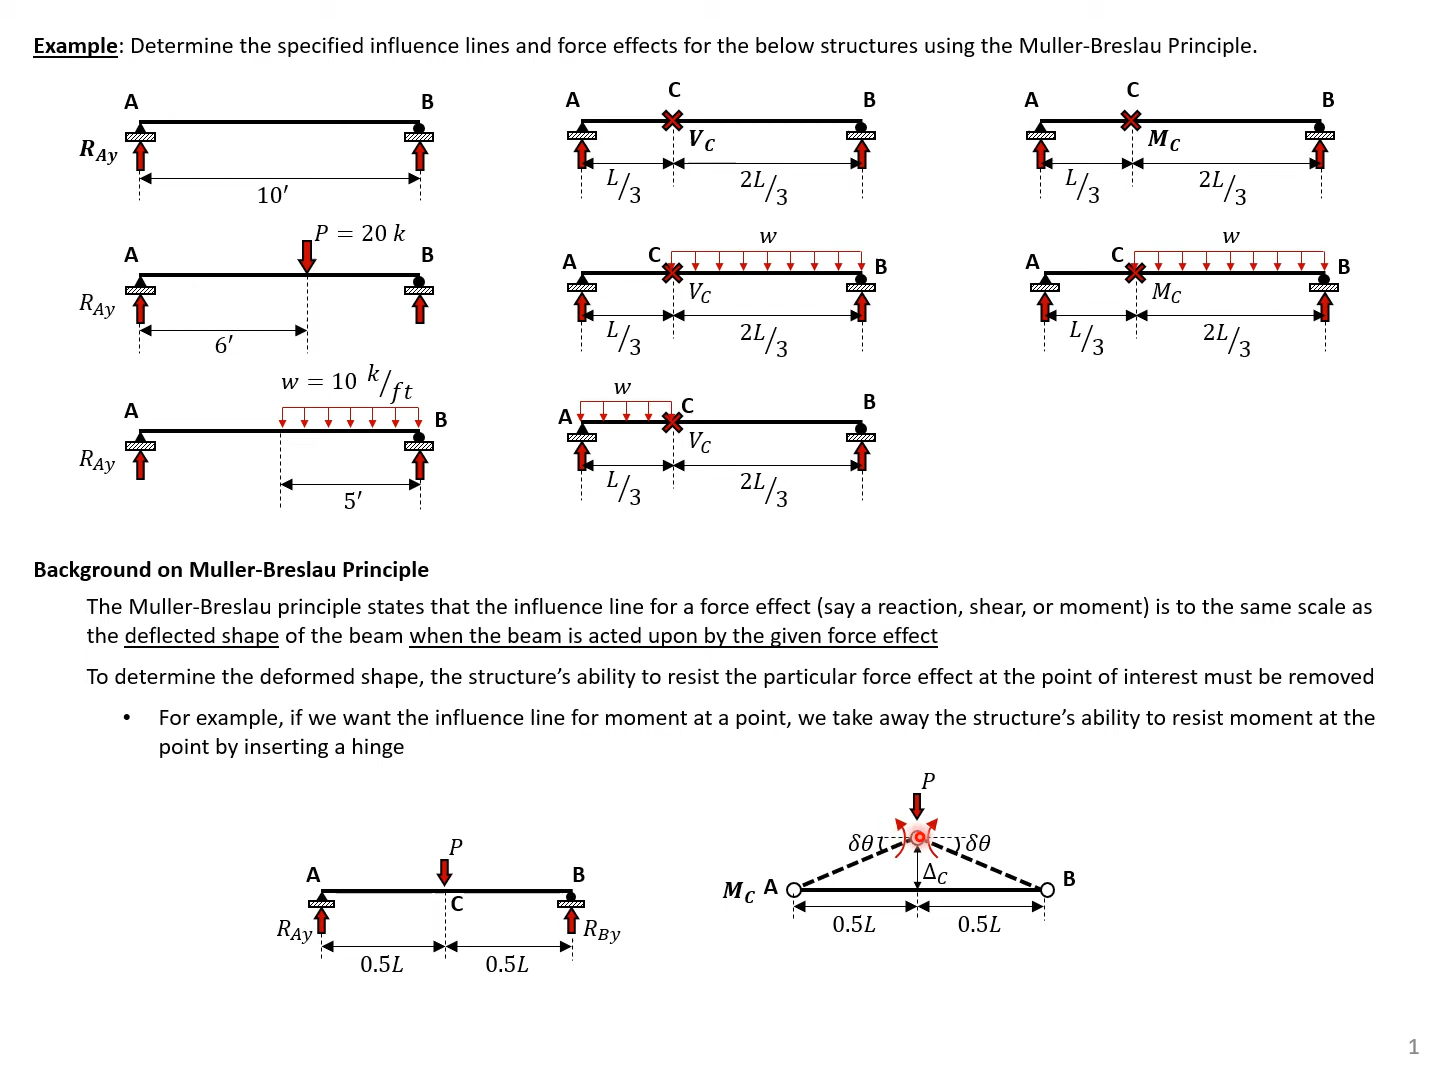 Example: Determine the specified influence lines and force effects for the below structures using the Muller-Breslau Principle.
A B
R_Ay
10′
P = 20 k
A B
R_Ay
6′
w = 10 k/ft
A B
R_Ay
5′
A C B
V_C
L/3 2L/3
w
A C B
V_C
L/3 2L/3
w
A C B
V_C
L/3 2L/3
A C B
M_C
L/3 2L/3
w
A C B
M_C
L/3 2L/3
Background on Muller-Breslau Principle
The Muller-Breslau principle states that the influence line for a force effect (say a reaction, shear, or moment) is to the same scale as
the deflected shape of the beam when the beam is acted upon by the given force effect
To determine the deformed shape, the structure’s ability to resist the particular force effect at the point of interest must be removed
• For example, if we want the influence line for moment at a point, we take away the structure’s ability to resist moment at the
point by inserting a hinge
P
A B
C
R_Ay R_By
0.5L 0.5L
P
δθ δθ
Δ_C
M_C A B
0.5L 0.5L
1